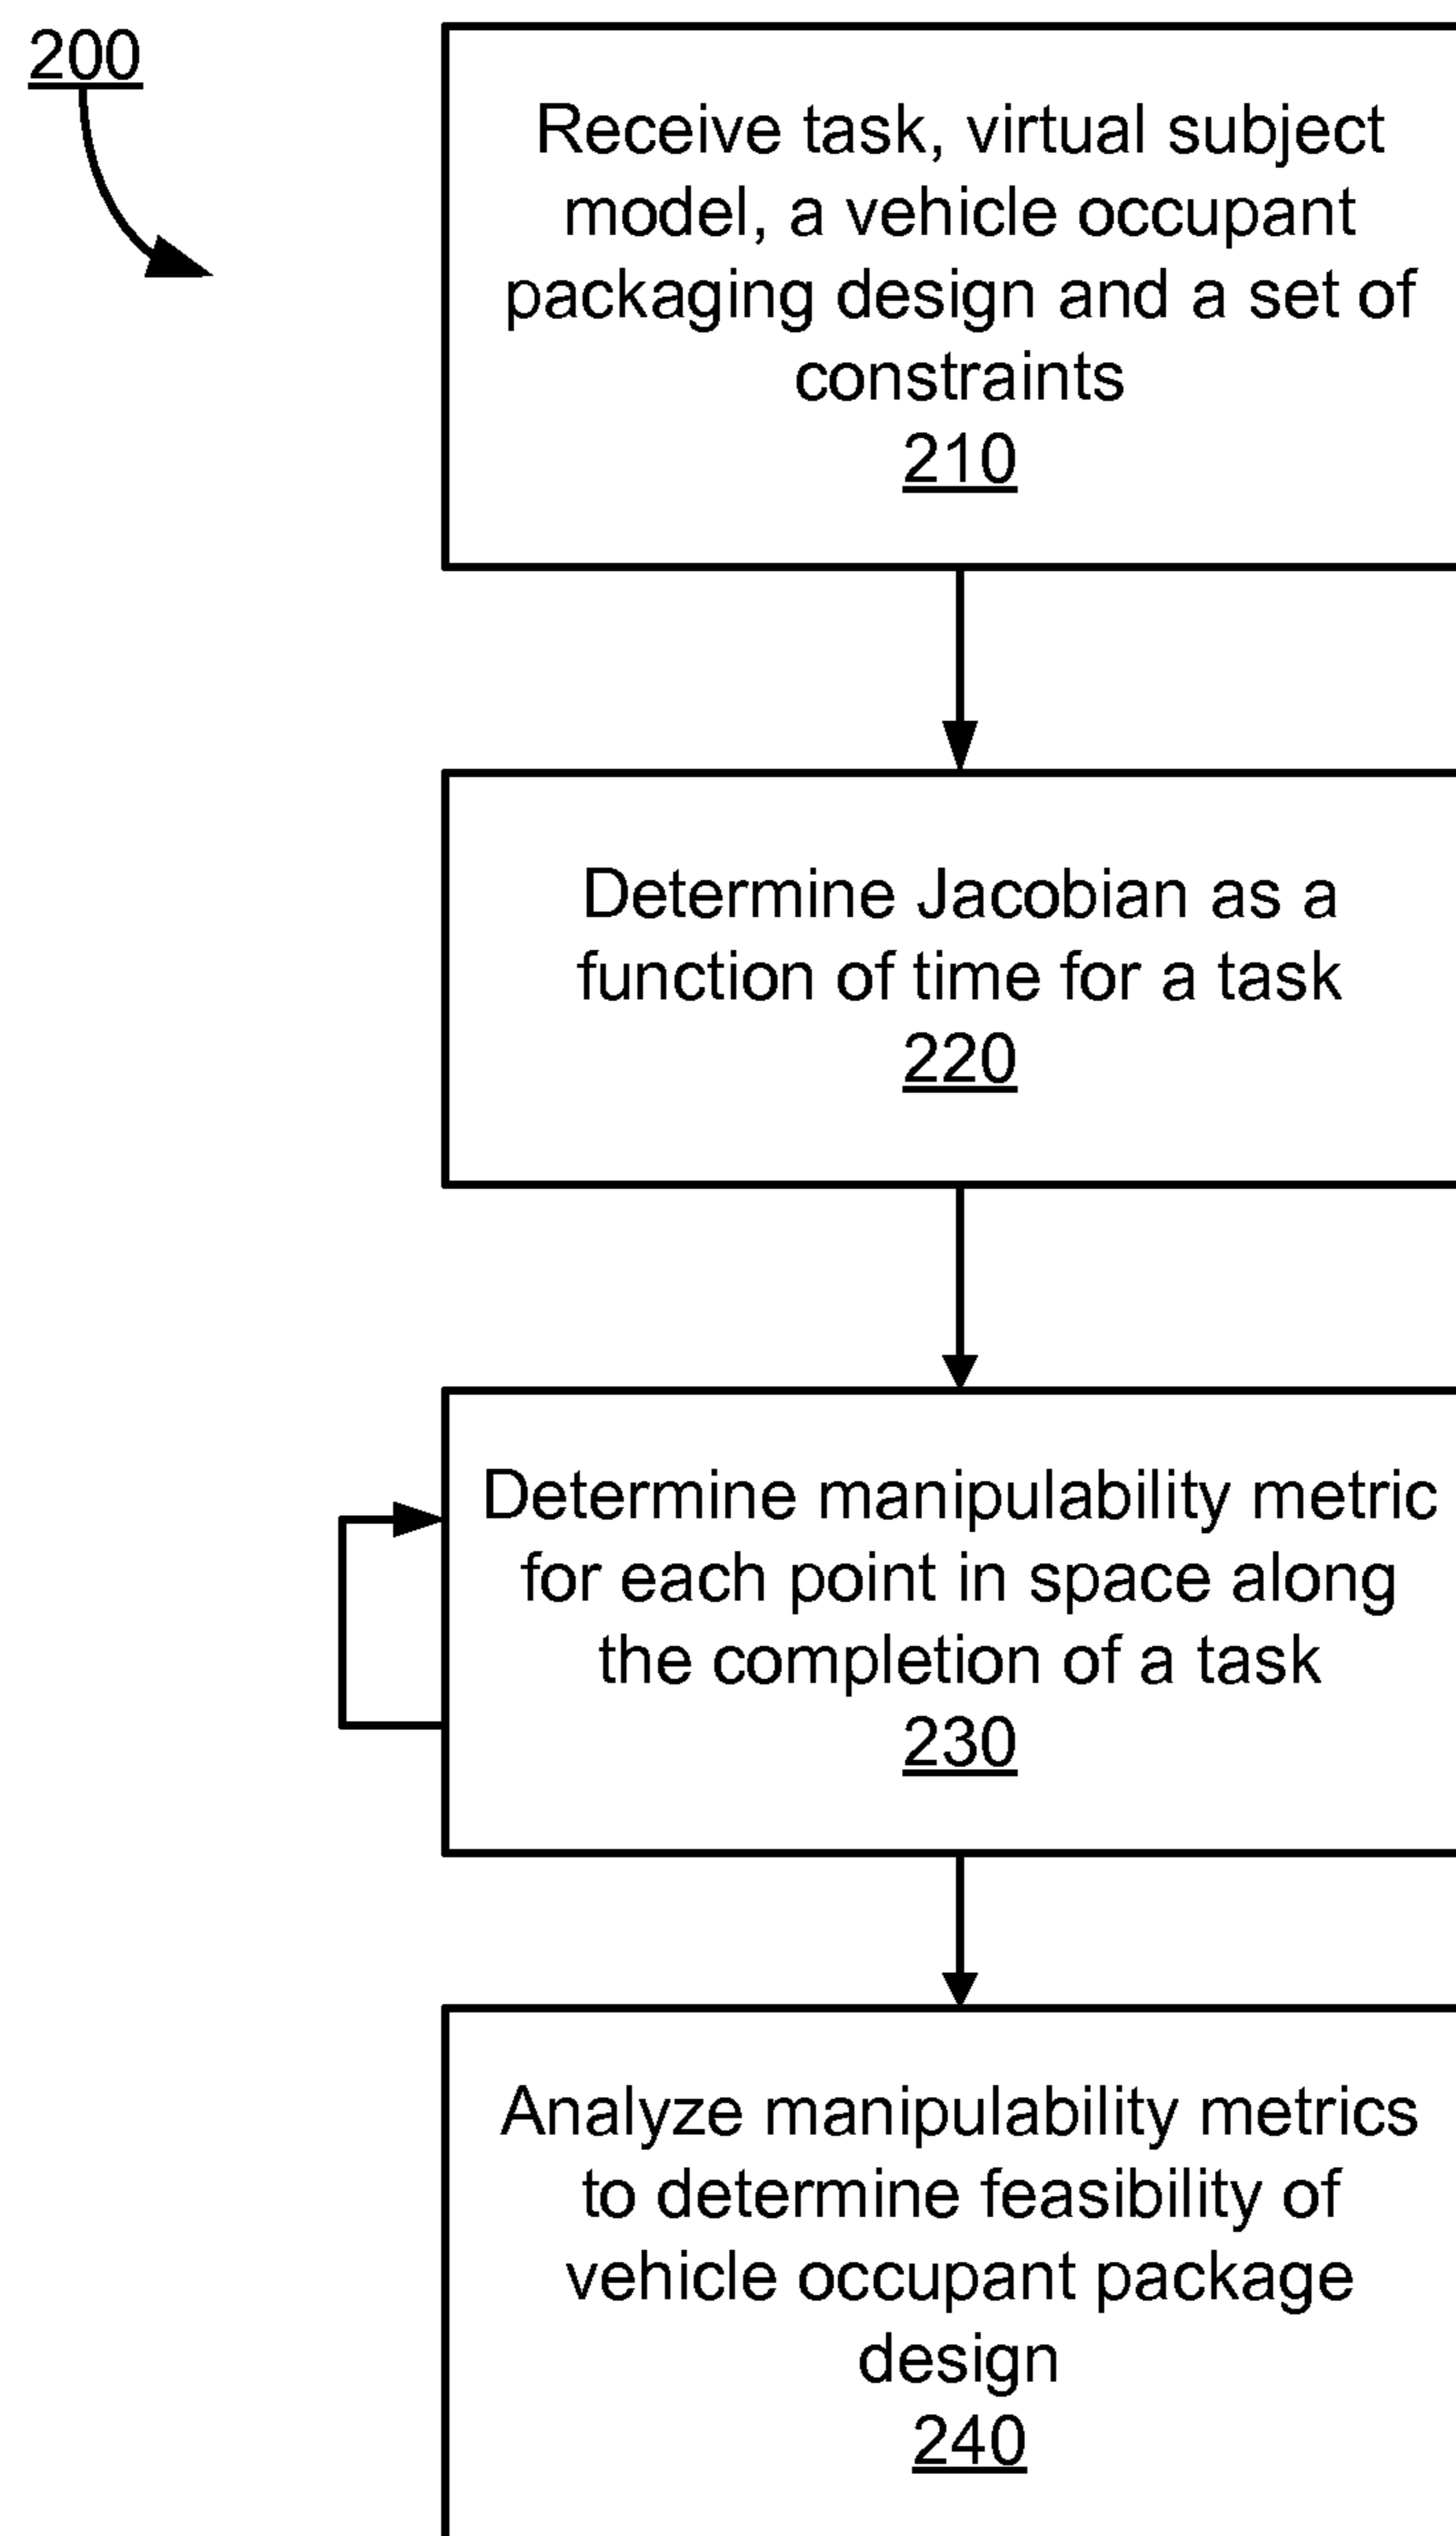 200
Receive task, virtual subject
model, a vehicle occupant
packaging design and a set of
constraints
210
Determine Jacobian as a
function of time for a task
220
Determine manipulability metric
for each point in space along
the completion of a task
230
Analyze manipulability metrics
to determine feasibility of
vehicle occupant package
design
240